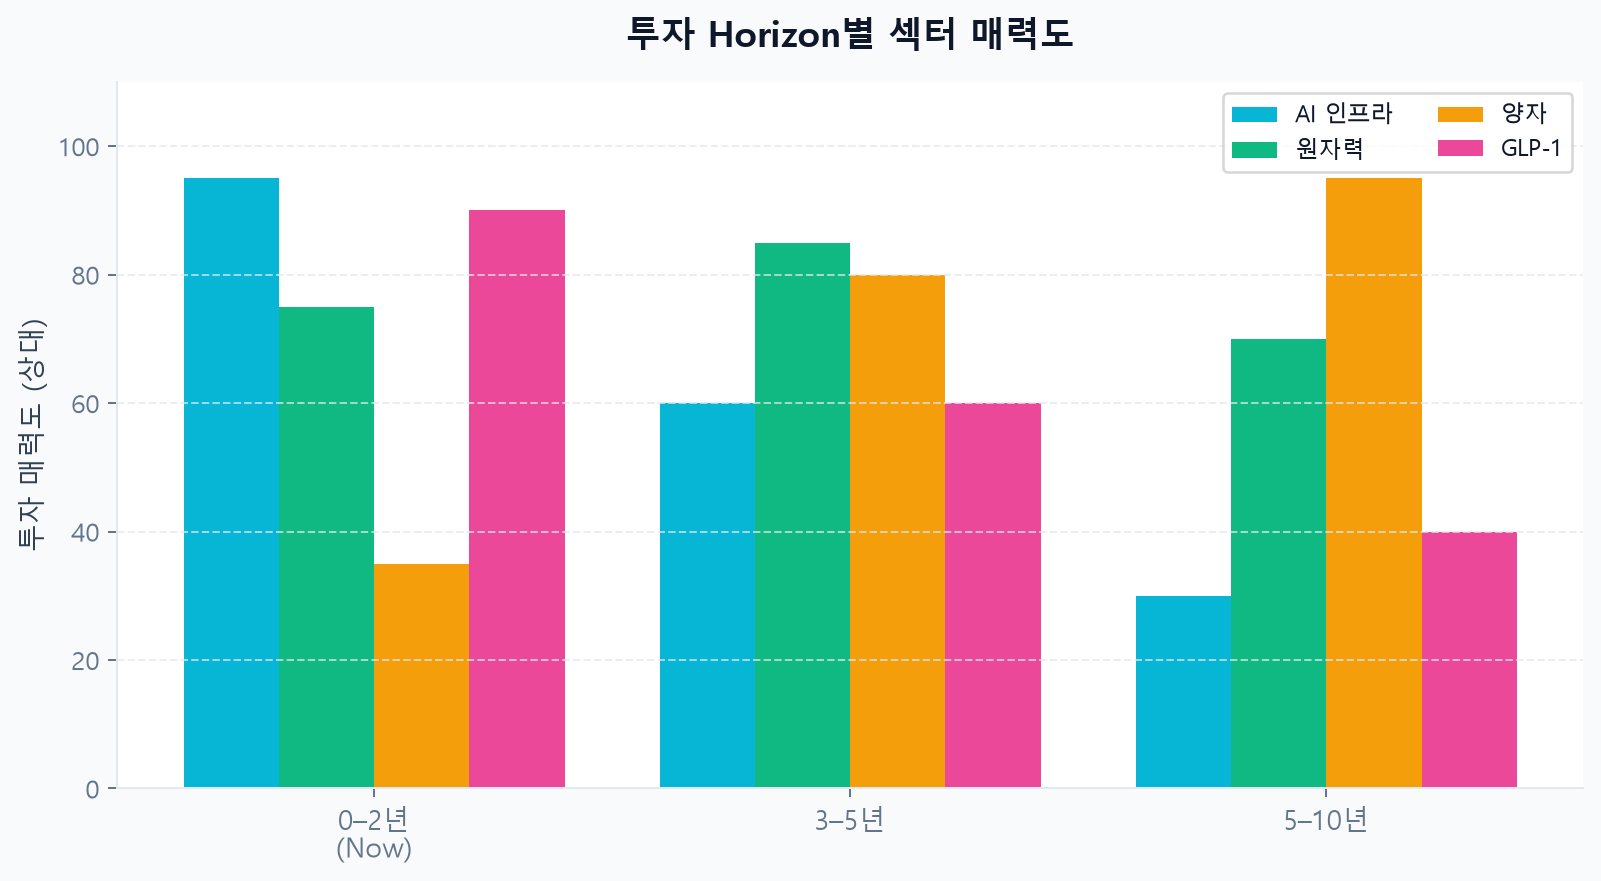 투자 Horizon별 섹터 매력도
AI 인프라
원자력
양자
GLP-1
투자 매력도 (상대)
100
80
60
40
20
0
0–2년
(Now)
3–5년
5–10년